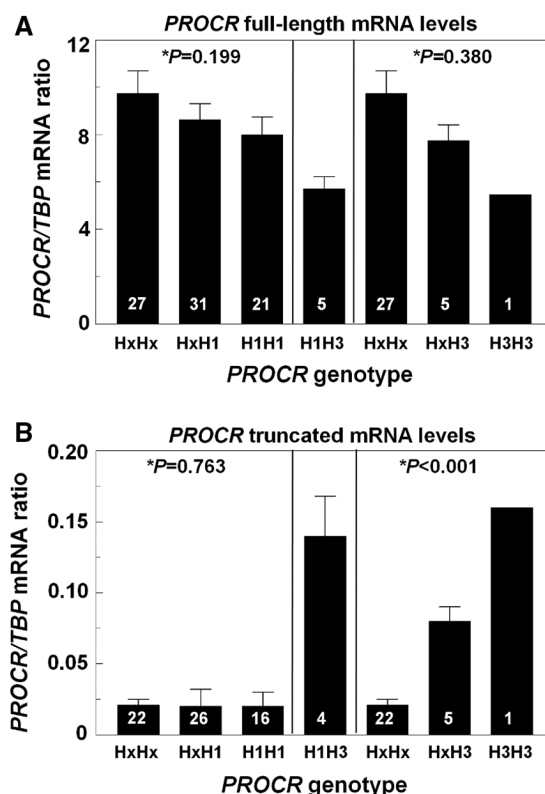 A
PROCR full-length mRNA levels
*P=0.199
*P=0.380
12
8
4
0
PROCR/TBP mRNA ratio
27 31 21 5 27 5 1
HxHx HxH1 H1H1 H1H3 HxHx HxH3 H3H3
PROCR genotype
B
PROCR truncated mRNA levels
*P=0.763
*P<0.001
0.20
0.15
0.10
0.05
0
PROCR/TBP mRNA ratio
22 26 16 4 22 5 1
HxHx HxH1 H1H1 H1H3 HxHx HxH3 H3H3
PROCR genotype